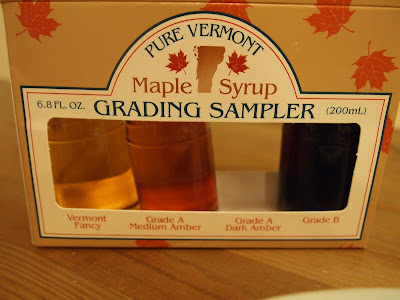 PURE VERMONT
Maple Syrup
6.8 FL. OZ. GRADING SAMPLER (200mL)
Vermont Fancy
Grade A Medium Amber
Grade A Dark Amber
Grade B